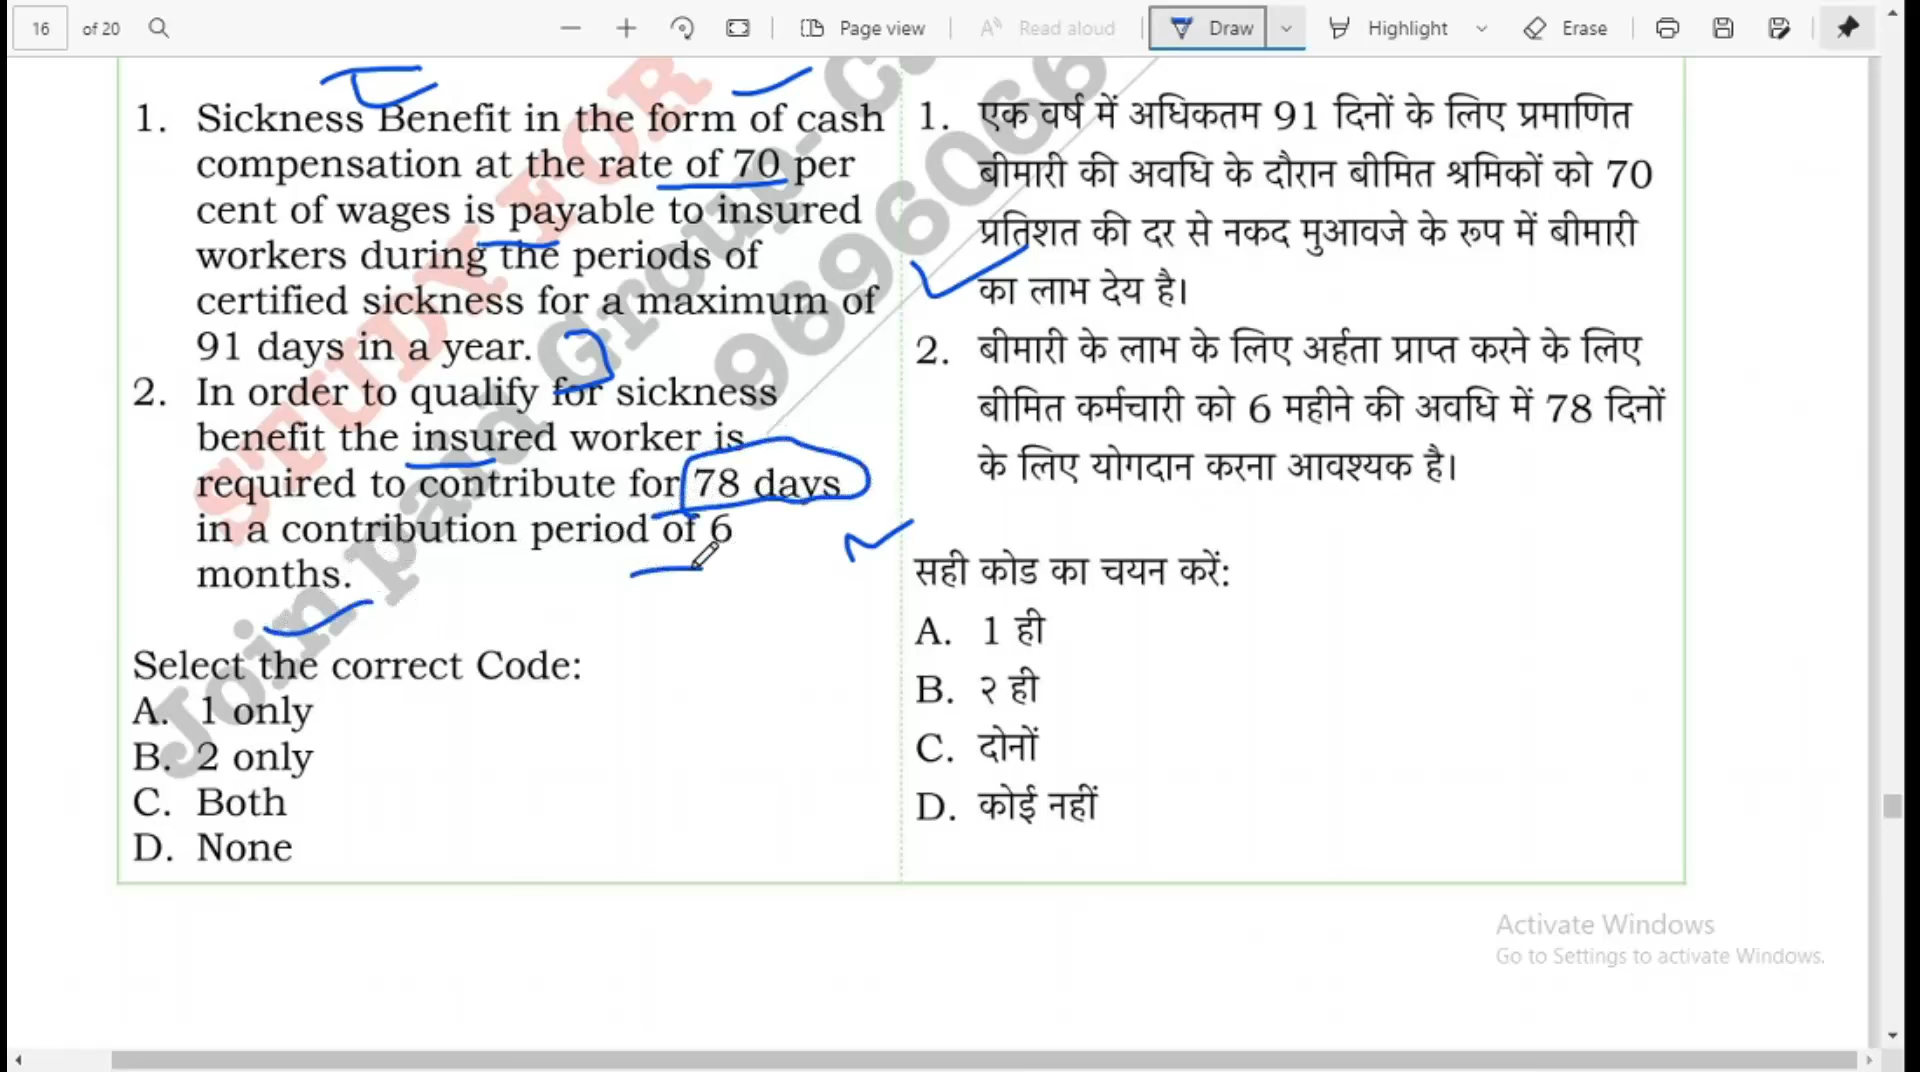 16 of 20 Page view Read aloud Draw Highlight Erase
1. Sickness Benefit in the form of cash
compensation at the rate of 70 per
cent of wages is payable to insured
workers during the periods of
certified sickness for a maximum of
91 days in a year.
2. In order to qualify for sickness
benefit the insured worker is
required to contribute for 78 days
in a contribution period of 6
months.
Select the correct Code:
A. 1 only
B. 2 only
C. Both
D. None
1. एक वर्ष में अधिकतम 91 दिनों के लिए प्रमाणित
बीमारी की अवधि के दौरान बीमित श्रमिकों को 70
प्रतिशत की दर से नकद मुआवजे के रूप में बीमारी
का लाभ देय है।
2. बीमारी के लाभ के लिए अर्हता प्राप्त करने के लिए
बीमित कर्मचारी को 6 महीने की अवधि में 78 दिनों
के लिए योगदान करना आवश्यक है।
सही कोड का चयन करें:
A. 1 ही
B. २ ही
C. दोनों
D. कोई नहीं
STUDY FOR
Join paid Group-
9696066
Activate Windows
Go to Settings to activate Windows.